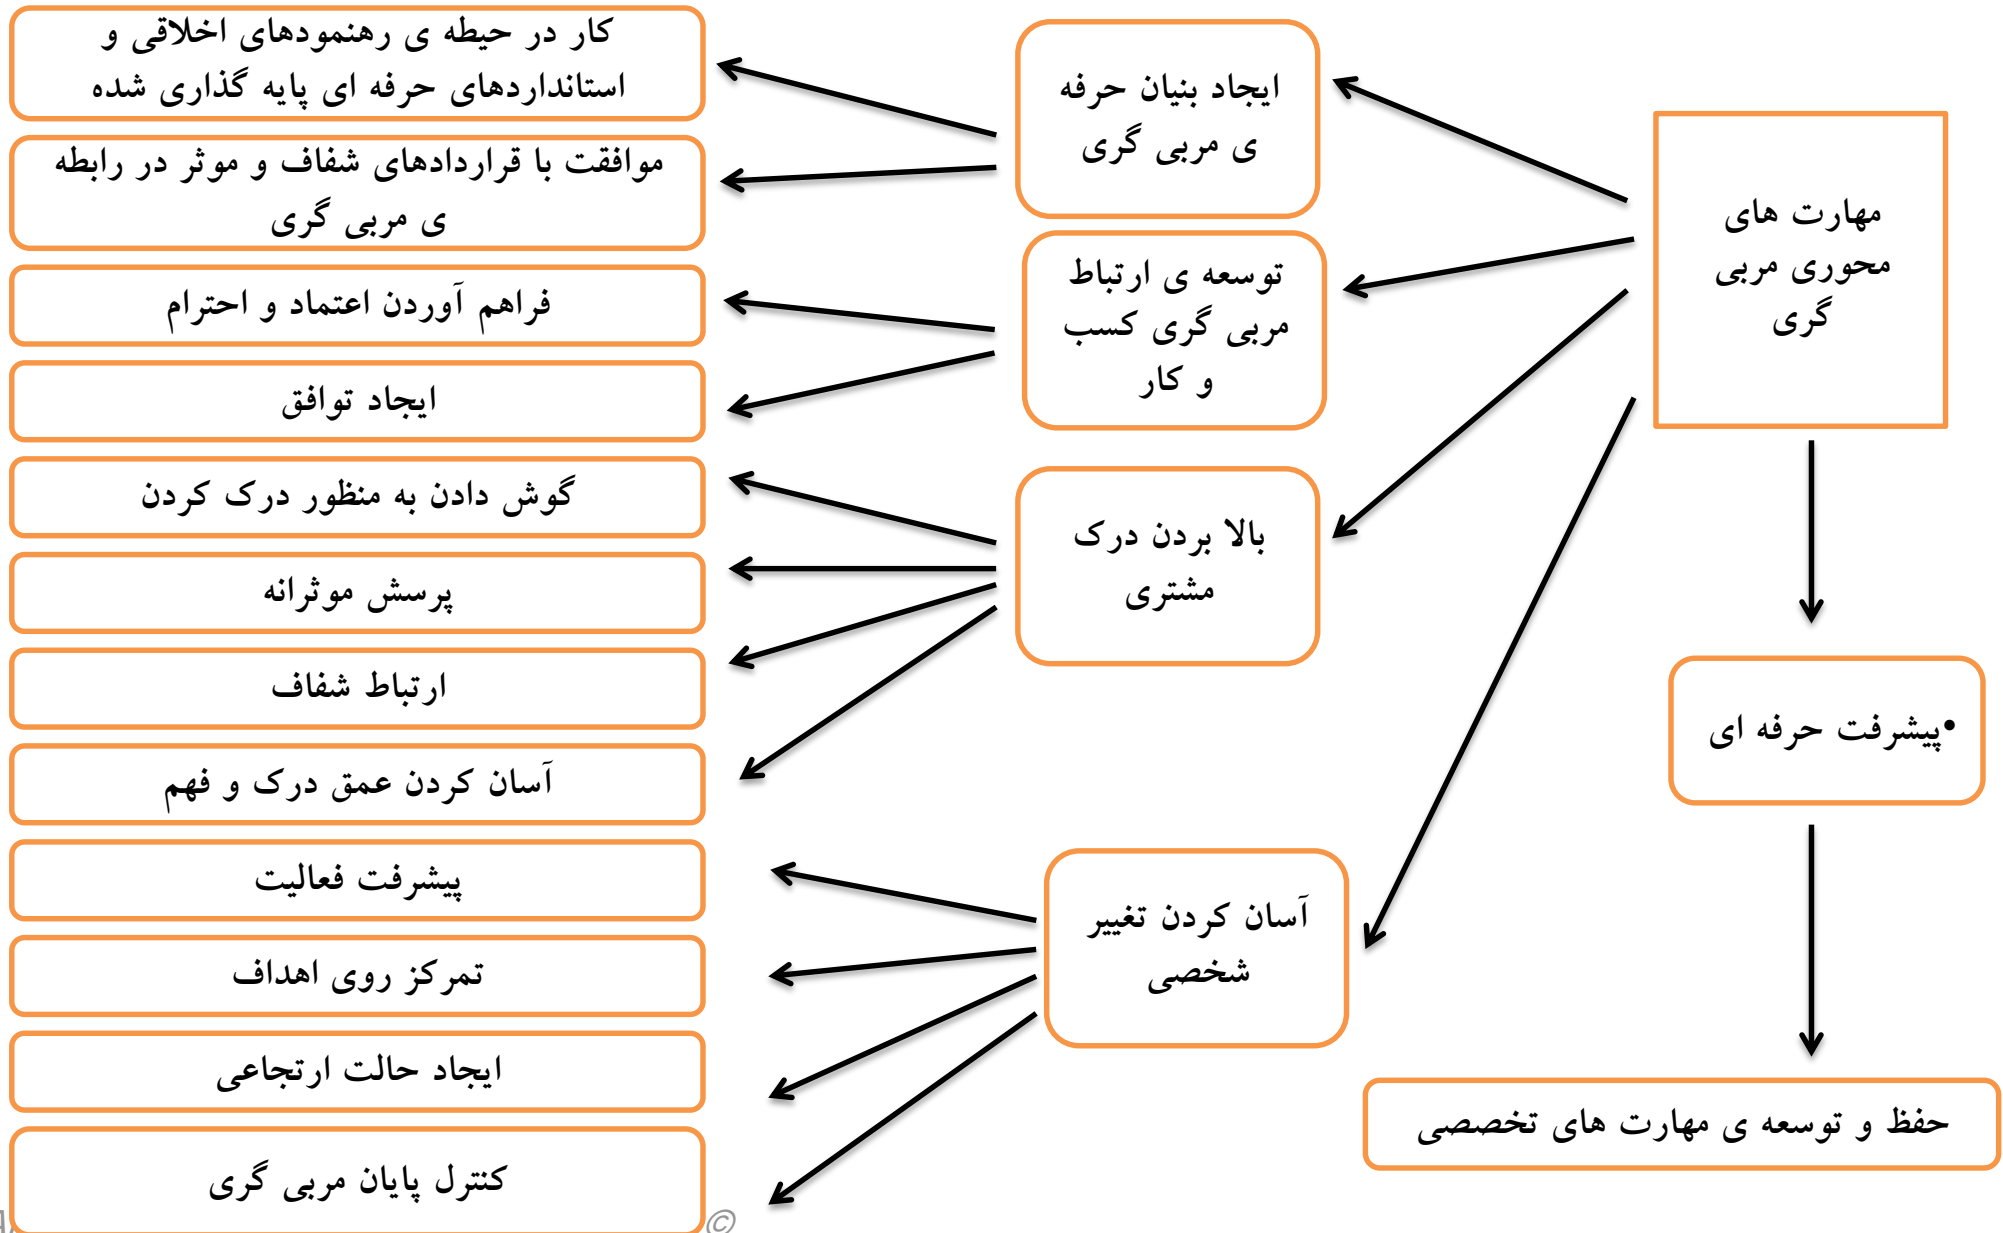 مهارت های
محوری مربی
گری
ایجاد بنیان حرفه
ی مربی گری
کار در حیطه ی رهنمودهای اخلاقی و
استانداردهای حرفه ای پایه گذاری شده
موافقت با قراردادهای شفاف و موثر در رابطه
ی مربی گری
توسعه ی ارتباط
مربی گری کسب
و کار
فراهم آوردن اعتماد و احترام
ایجاد توافق
بالا بردن درک
مشتری
گوش دادن به منظور درک کردن
پرسش موثرانه
ارتباط شفاف
آسان کردن عمق درک و فهم
آسان کردن تغییر
شخصی
پیشرفت فعالیت
تمرکز روی اهداف
ایجاد حالت ارتجاعی
کنترل پایان مربی گری
•پیشرفت حرفه ای
حفظ و توسعه ی مهارت های تخصصی
©